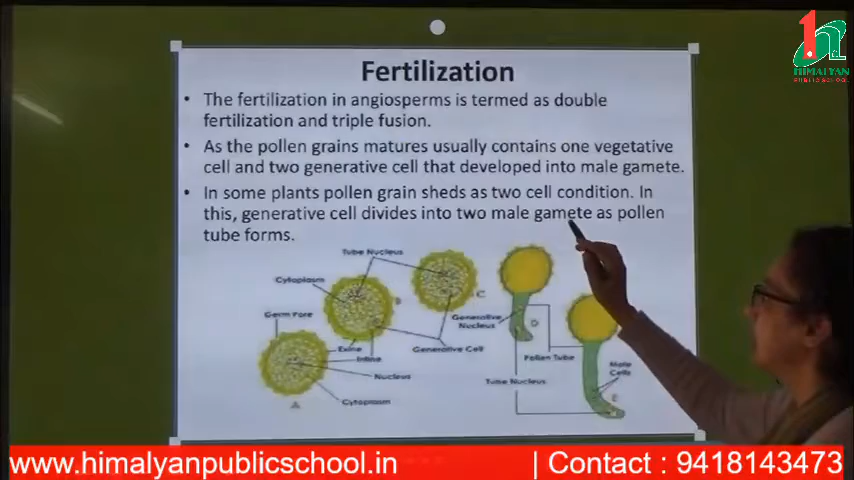 Fertilization
• The fertilization in angiosperms is termed as double
fertilization and triple fusion.
• As the pollen grains matures usually contains one vegetative
cell and two generative cell that developed into male gamete.
• In some plants pollen grain sheds as two cell condition. In
this, generative cell divides into two male gamete as pollen
tube forms.
Tube Nucleus
Cytoplasm
B
C
Germ Pore
Generative
Nucleus
D
Exine
Intine
Generative Cell
Pollen Tube
Male
Cells
Nucleus
Tube Nucleus
E
A
Cytoplasm
HIMALYAN
PUBLIC SCHOOL
www.himalyanpublicschool.in
| Contact : 9418143473